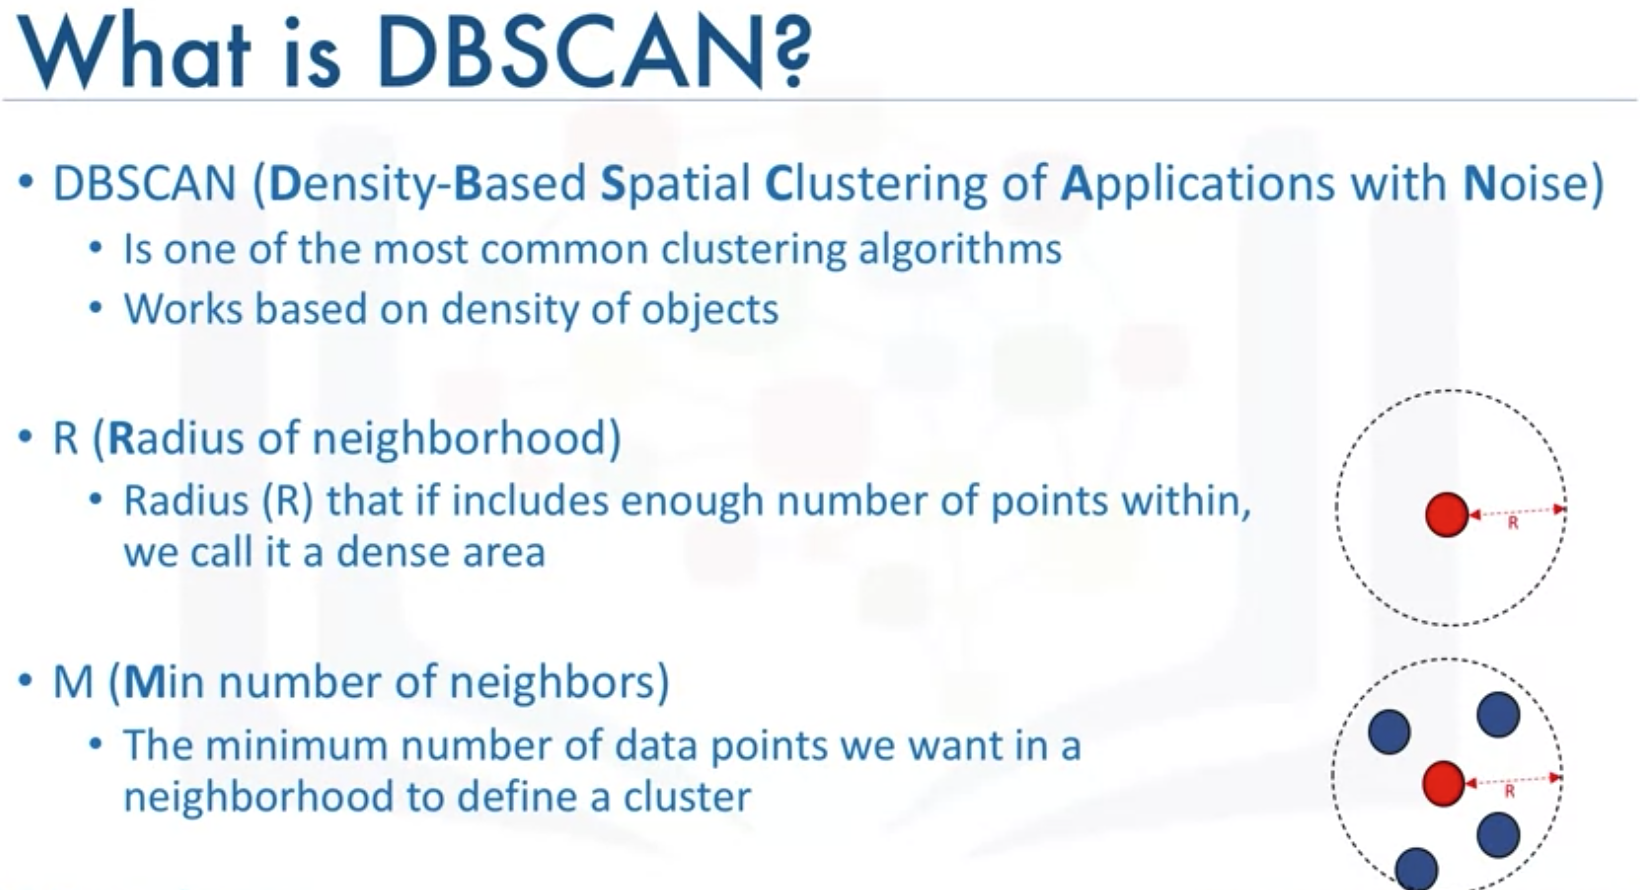 What is DBSCAN?
• DBSCAN (Density-Based Spatial Clustering of Applications with Noise)
• Is one of the most common clustering algorithms
• Works based on density of objects
• R (Radius of neighborhood)
• Radius (R) that if includes enough number of points within,
we call it a dense area
R
• M (Min number of neighbors)
• The minimum number of data points we want in a
neighborhood to define a cluster
R